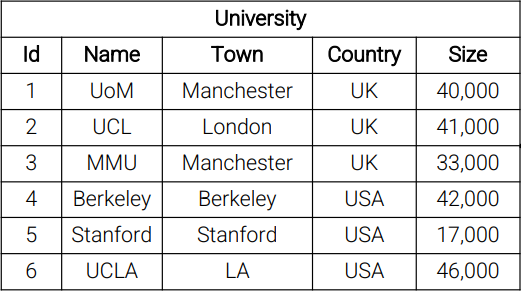 University
Id Name Town Country Size
1 UoM Manchester UK 40,000
2 UCL London UK 41,000
3 MMU Manchester UK 33,000
4 Berkeley Berkeley USA 42,000
5 Stanford Stanford USA 17,000
6 UCLA LA USA 46,000